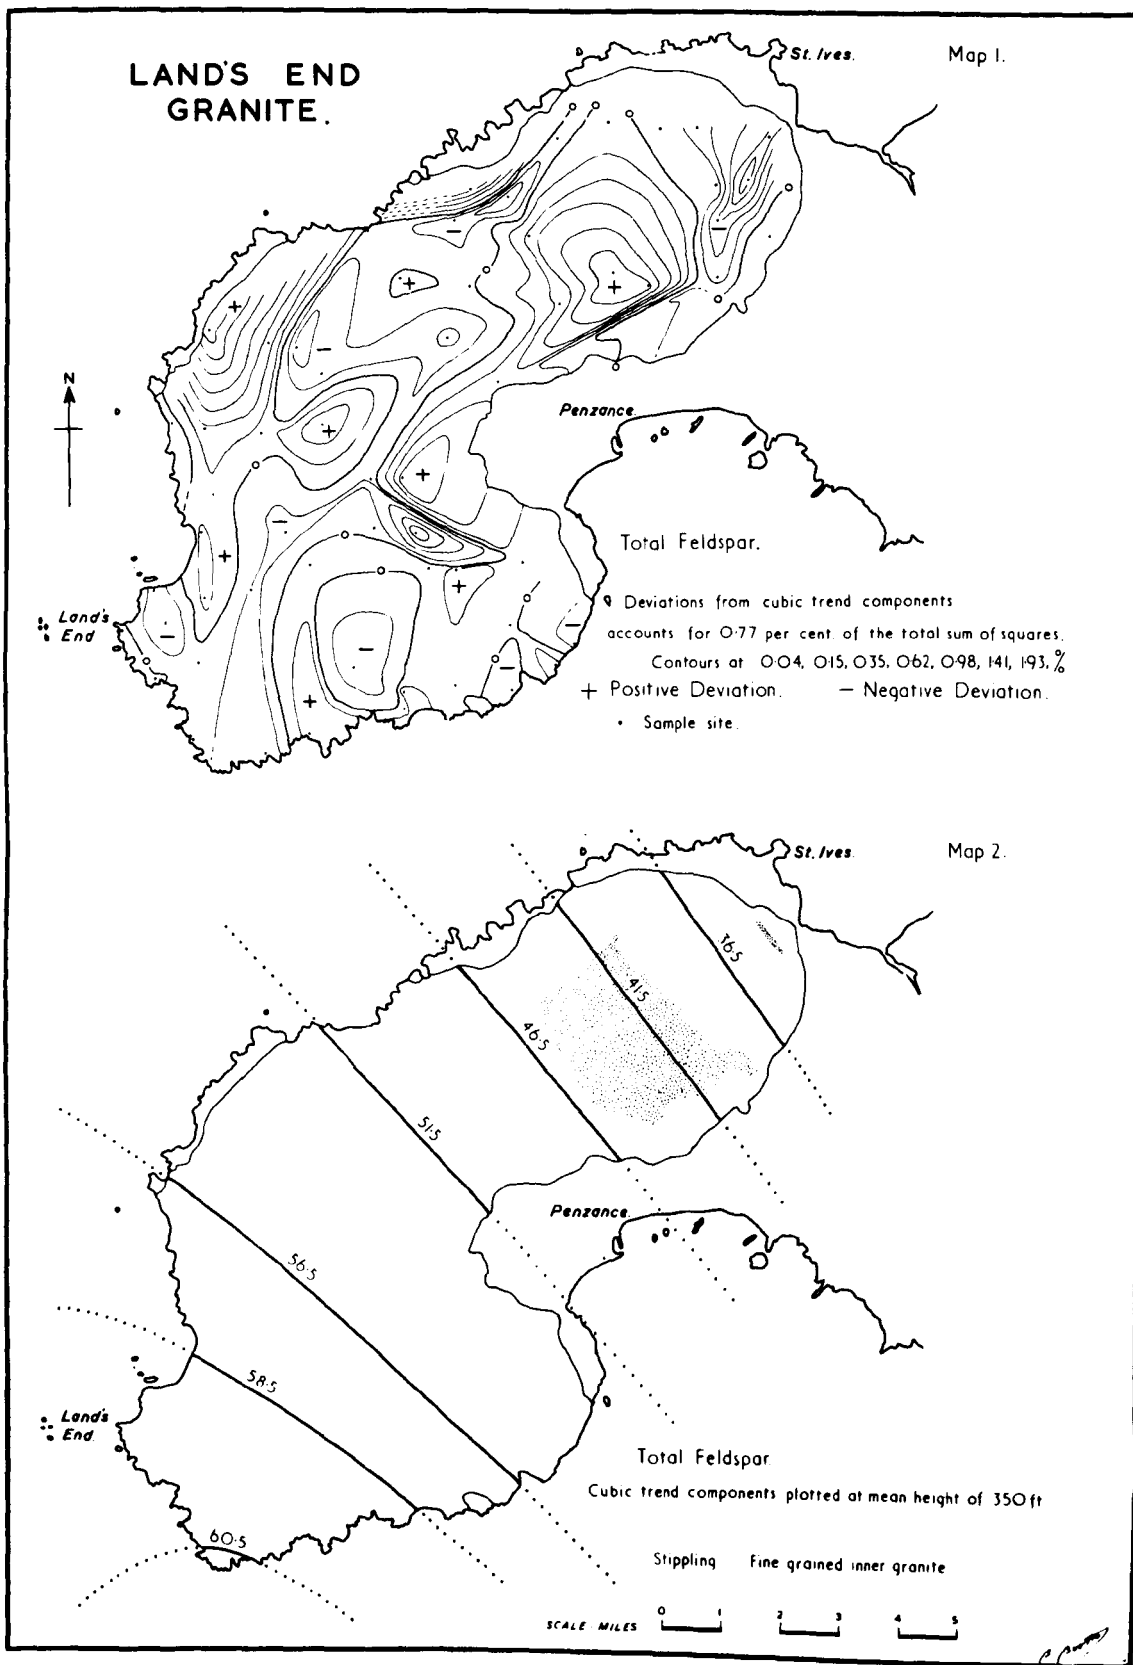 LAND'S END
GRANITE.
St. Ives.
Map 1.
N
Penzance.
Total Feldspar.
Deviations from cubic trend components
accounts for 0·77 per cent. of the total sum of squares.
Contours at 0·04, 0·15, 0·35, 0·62, 0·98, 1·41, 1·93, %
+ Positive Deviation. − Negative Deviation.
• Sample site.
Land's
End
St. Ives.
Map 2.
36·5
41·5
46·5
51·5
Penzance.
56·5
58·5
Land's
End.
60·5
Total Feldspar
Cubic trend components plotted at mean height of 350 ft
Stippling Fine grained inner granite
SCALE MILES 0 1 2 3 4 5